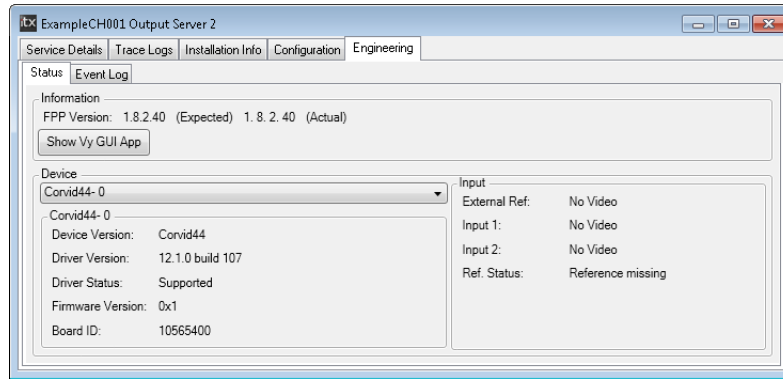 itx ExampleCH001 Output Server 2
Service Details Trace Logs Installation Info Configuration Engineering
Status Event Log
Information
FPP Version: 1.8.2.40 (Expected) 1. 8. 2. 40 (Actual)
Show Vy GUI App
Device
Corvid44- 0
Corvid44- 0
Device Version: Corvid44
Driver Version: 12.1.0 build 107
Driver Status: Supported
Firmware Version: 0x1
Board ID: 10565400
Input
External Ref: No Video
Input 1: No Video
Input 2: No Video
Ref. Status: Reference missing